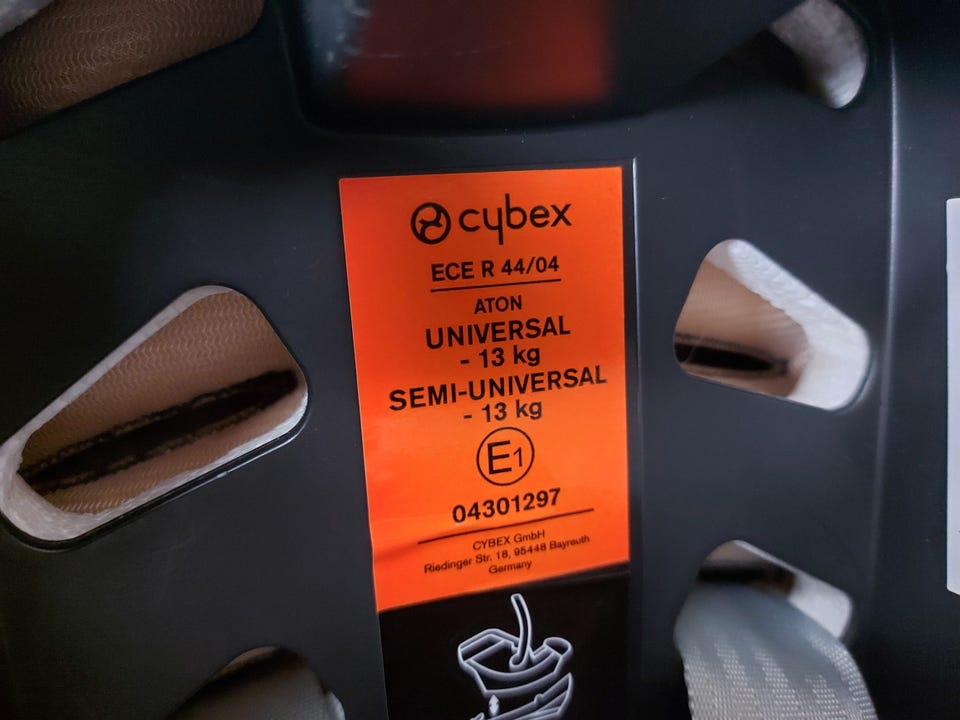 cybex
ECE R 44/04
ATON
UNIVERSAL
- 13 kg
SEMI-UNIVERSAL
- 13 kg
E1
04301297
CYBEX GmbH
Riedinger Str. 18, 95448 Bayreuth
Germany